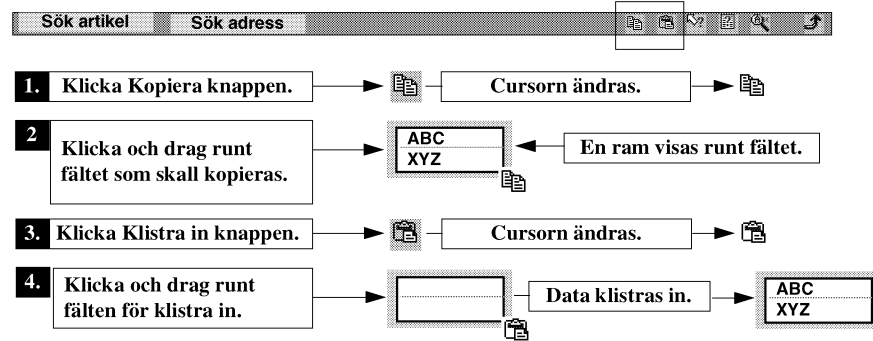 Sök artikel Sök adress
1. Klicka Kopiera knappen. Cursorn ändras.
2 Klicka och drag runt
fältet som skall kopieras.
ABC
XYZ
En ram visas runt fältet.
3. Klicka Klistra in knappen. Cursorn ändras.
4. Klicka och drag runt
fälten för klistra in.
Data klistras in.
ABC
XYZ